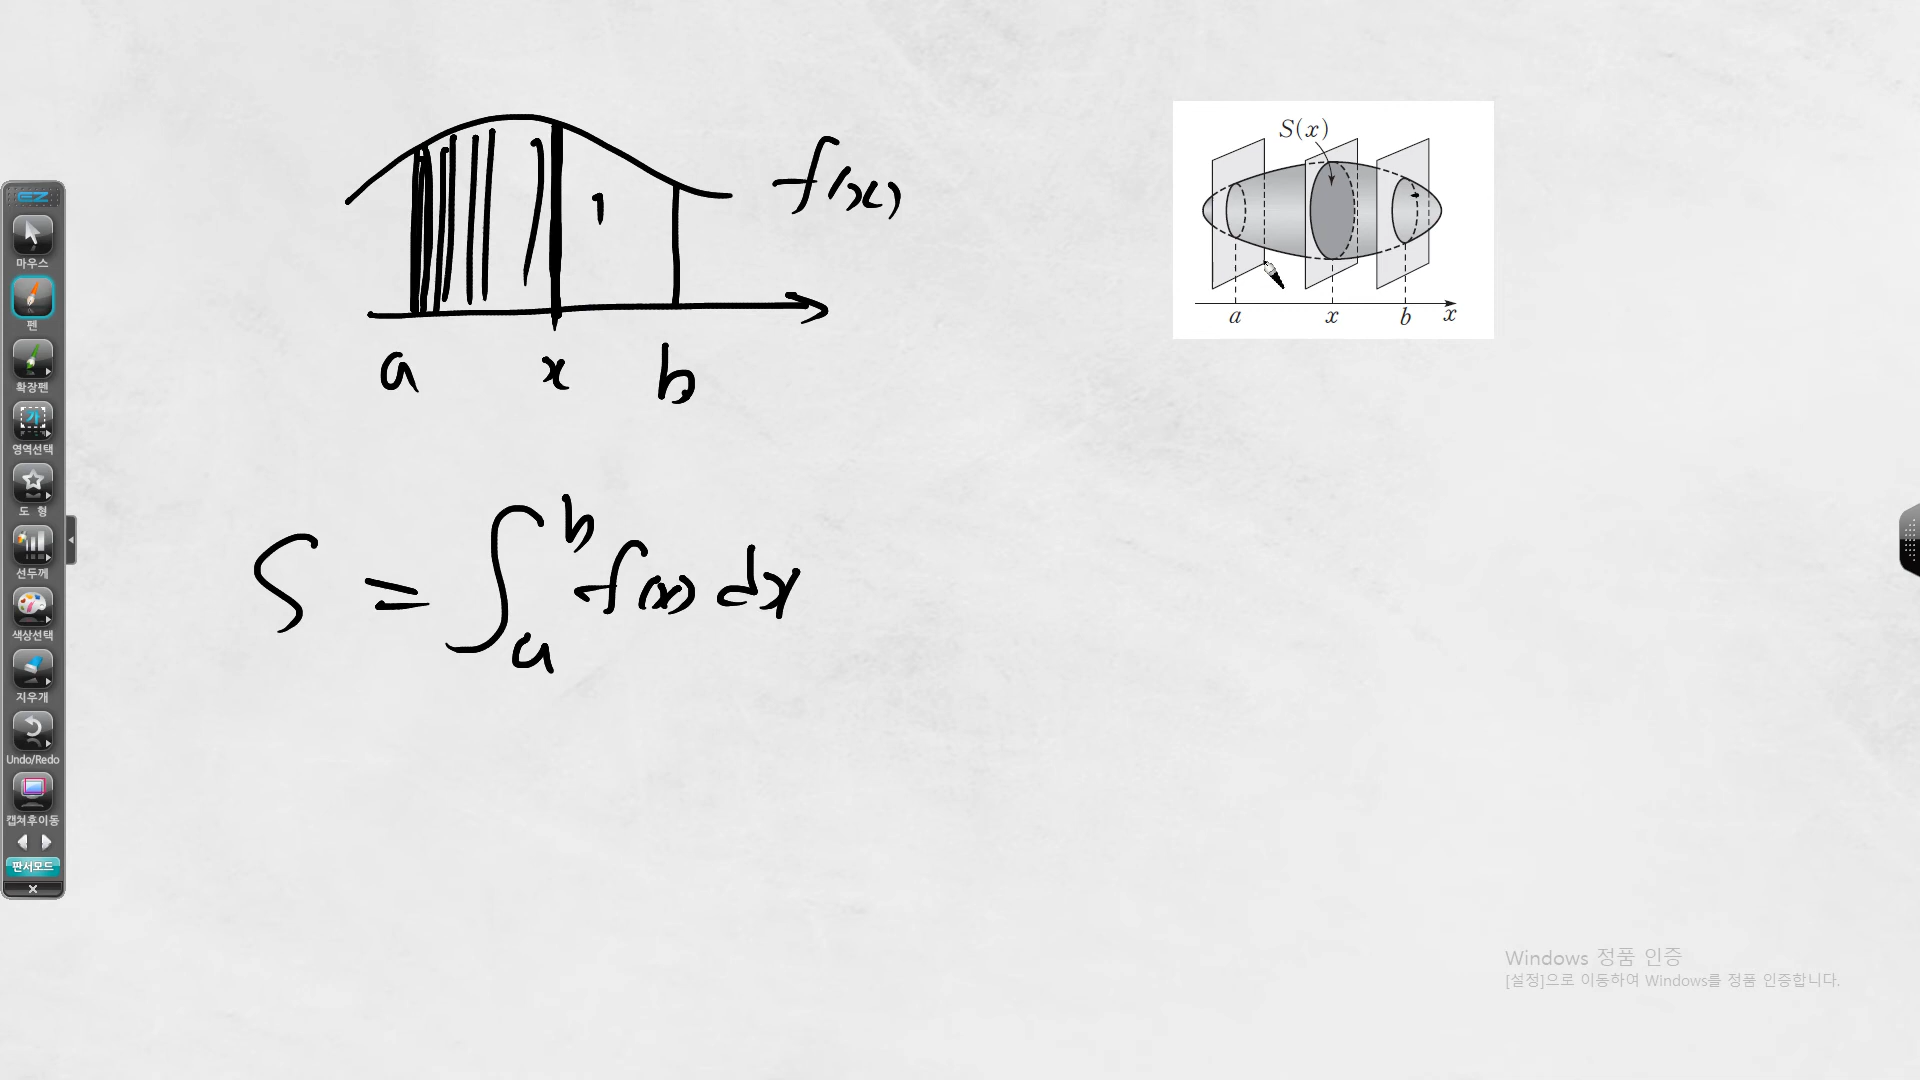 EZ
마우스
펜
확장펜
영역선택
도 형
선두께
색상선택
지우개
Undo/Redo
캡쳐후이동
판서모드
x
f(x)
a x b
S = ∫_a^b f(x) dx
S(x)
a x b x
Windows 정품 인증
[설정]으로 이동하여 Windows를 정품 인증합니다.